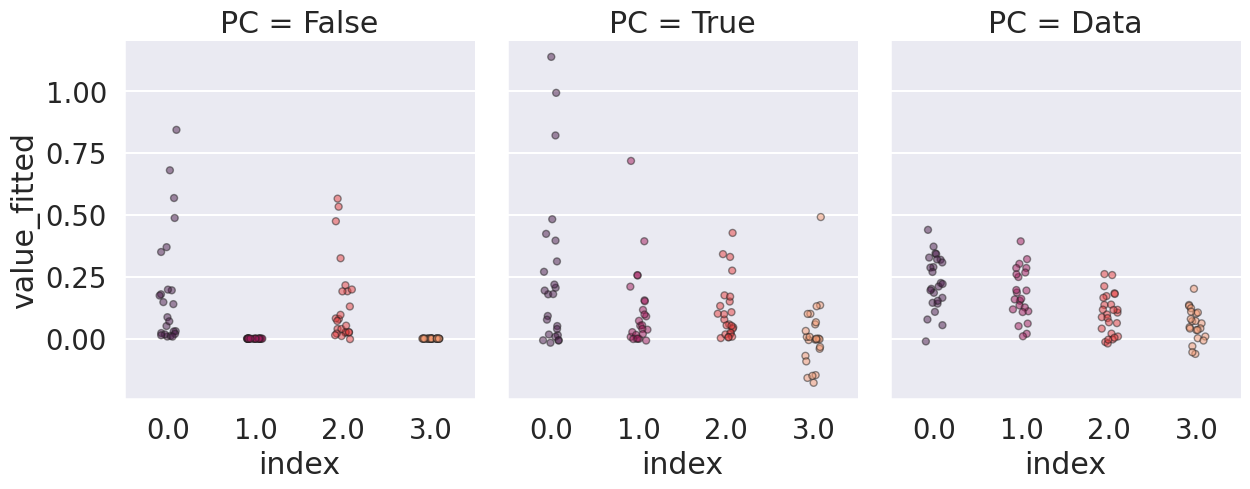 PC = False
PC = True
PC = Data
value_fitted
1.00
0.75
0.50
0.25
0.00
0.0 1.0 2.0 3.0
0.0 1.0 2.0 3.0
0.0 1.0 2.0 3.0
index
index
index